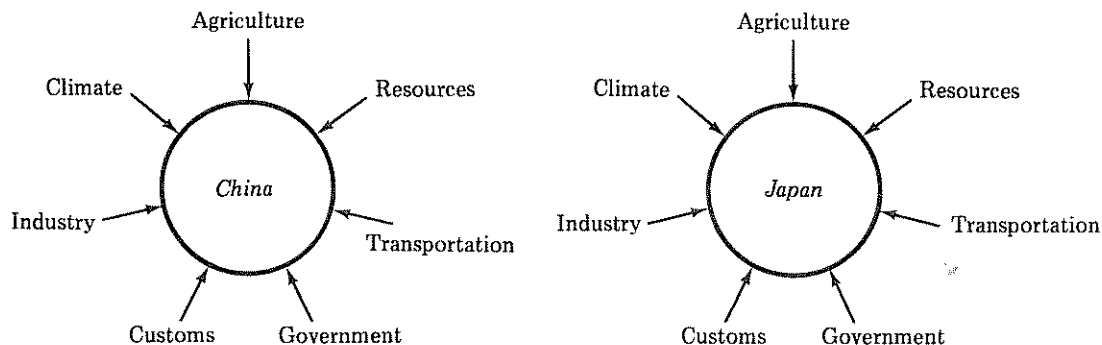 Agriculture
Climate
Resources
China
Industry
Transportation
Customs
Government
Agriculture
Climate
Resources
Japan
Industry
Transportation
Customs
Government